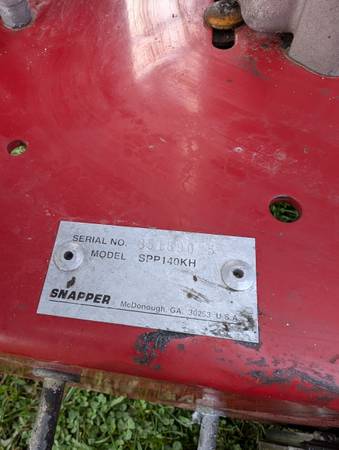 SERIAL NO.
MODEL SPP140KH
SNAPPER McDonough, GA. 30253 U.S.A.